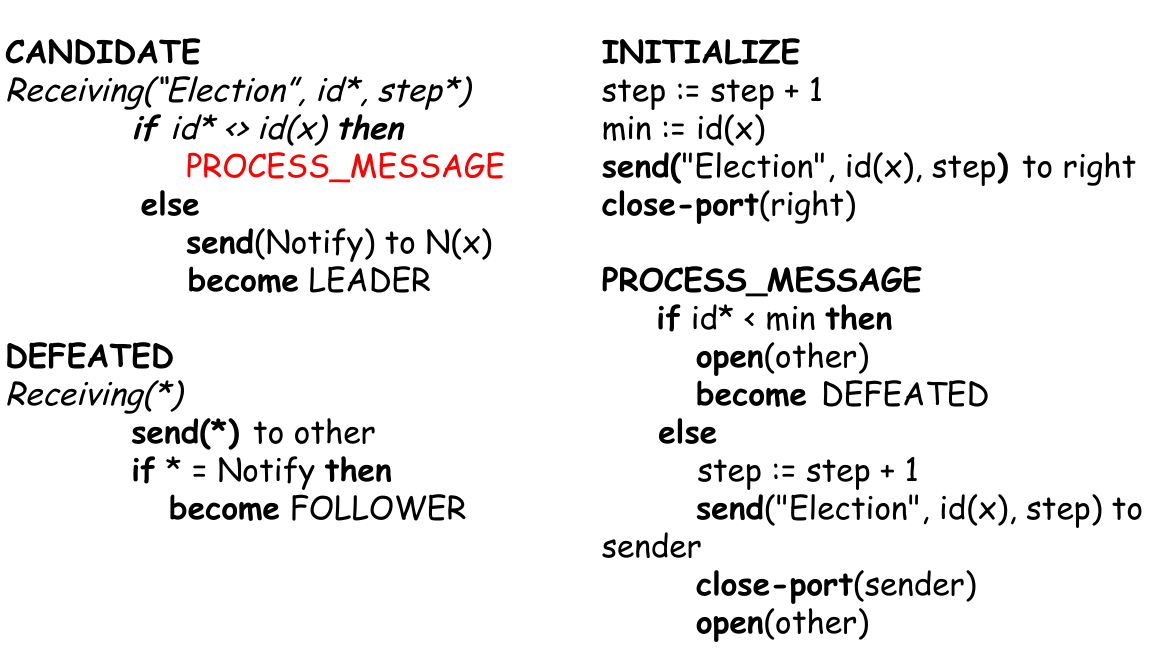 CANDIDATE
Receiving("Election", id*, step*)
if id* <> id(x) then
PROCESS_MESSAGE
else
send(Notify) to N(x)
become LEADER
DEFEATED
Receiving(*)
send(*) to other
if * = Notify then
become FOLLOWER
INITIALIZE
step := step + 1
min := id(x)
send("Election", id(x), step) to right
close-port(right)
PROCESS_MESSAGE
if id* < min then
open(other)
become DEFEATED
else
step := step + 1
send("Election", id(x), step) to
sender
close-port(sender)
open(other)